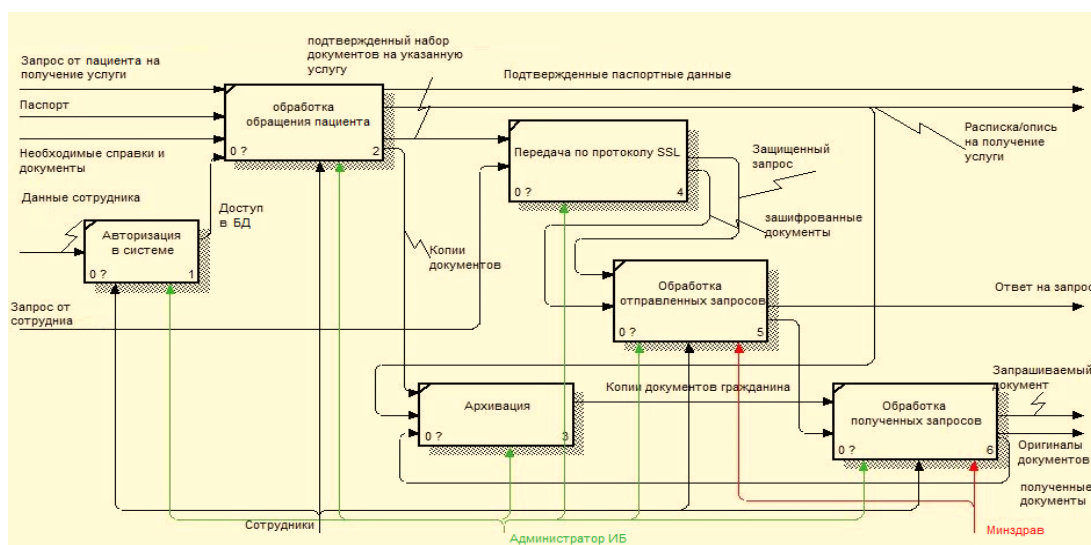 подтвержденный набор
документов на указанную
услугу
Запрос от пациента на
получение услуги
Подтвержденные паспортные данные
Паспорт
обработка
обращения пациента
0 ?
2
Расписка/опись
на получение
услуги
Необходимые справки и
документы
Передача по протоколу SSL
0 ?
4
Защищенный
запрос
Данные сотрудника
Доступ
в БД
зашифрованные
документы
Авторизация
в системе
0 ?
1
Копии
документов
Обработка
отправленных запросов
0 ?
5
Ответ на запрос
Запрос от
сотрудниа
Запрашиваемый
документ
Копии документов гражданина
Архивация
0 ?
3
Обработка
полученных запросов
0 ?
6
Оригиналы
документов
полученные
документы
Сотрудники
Администратор ИБ
Минздрав